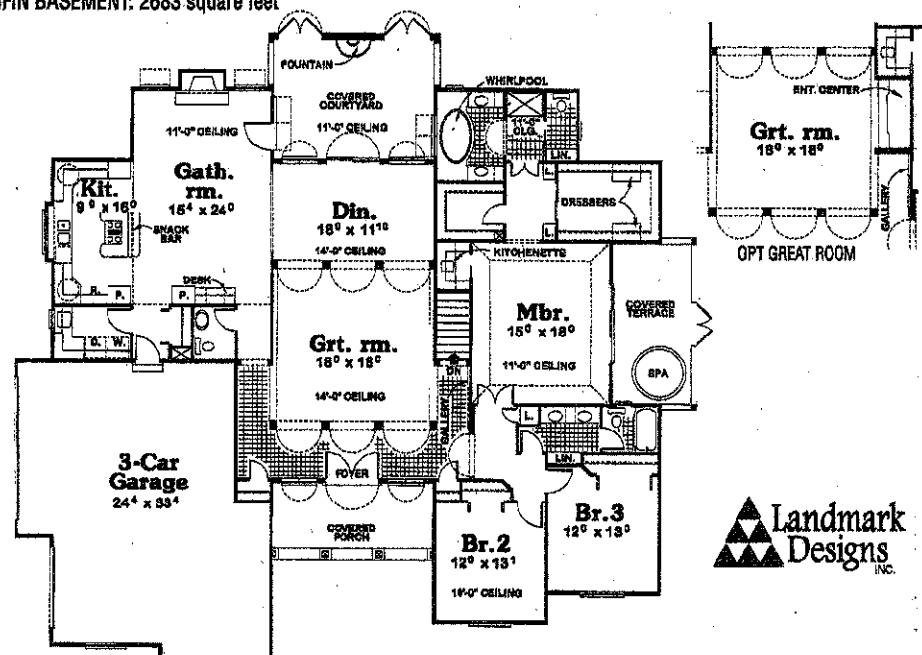 FIN BASEMENT: 2683 square feet
FOUNTAIN
COVERED
COURTYARD
11'-0" CEILING
11'-0" CEILING
WHIRLPOOL
11'-0"
CLG.
LIN.
ENT. CENTER
Grt. rm.
18⁰ x 18⁰
GALLERY
OPT GREAT ROOM
Kit.
9⁰ x 16⁰
Gath.
rm.
15⁴ x 24⁰
SNACK
BAR
Din.
18⁰ x 11¹⁰
14'-0" CEILING
L.
DRESSERS
L.
KITCHENETTE
DESK
R.
P.
P.
D.
W.
Grt. rm.
18⁰ x 18⁰
14'-0" CEILING
DN
GALLERY
Mbr.
15⁰ x 18⁰
11'-0" CEILING
COVERED
TERRACE
SPA
L.
LIN.
3-Car
Garage
24⁴ x 33⁴
FOYER
COVERED
PORCH
Br.2
12⁰ x 13¹
Br.3
12⁰ x 13⁰
Landmark
Designs
INC.